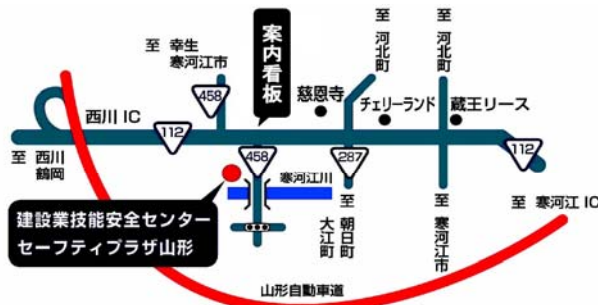 至 幸生
寒河江市
458
案内看板
至 河北町
至 河北町
慈恩寺
チェリーランド
蔵王リース
西川 IC
112
至 西川
鶴岡
458
287
112
寒河江川
建設業技能安全センター
セーフティプラザ山形
至 朝日町
大江町
至 寒河江市
至 寒河江 IC
山形自動車道